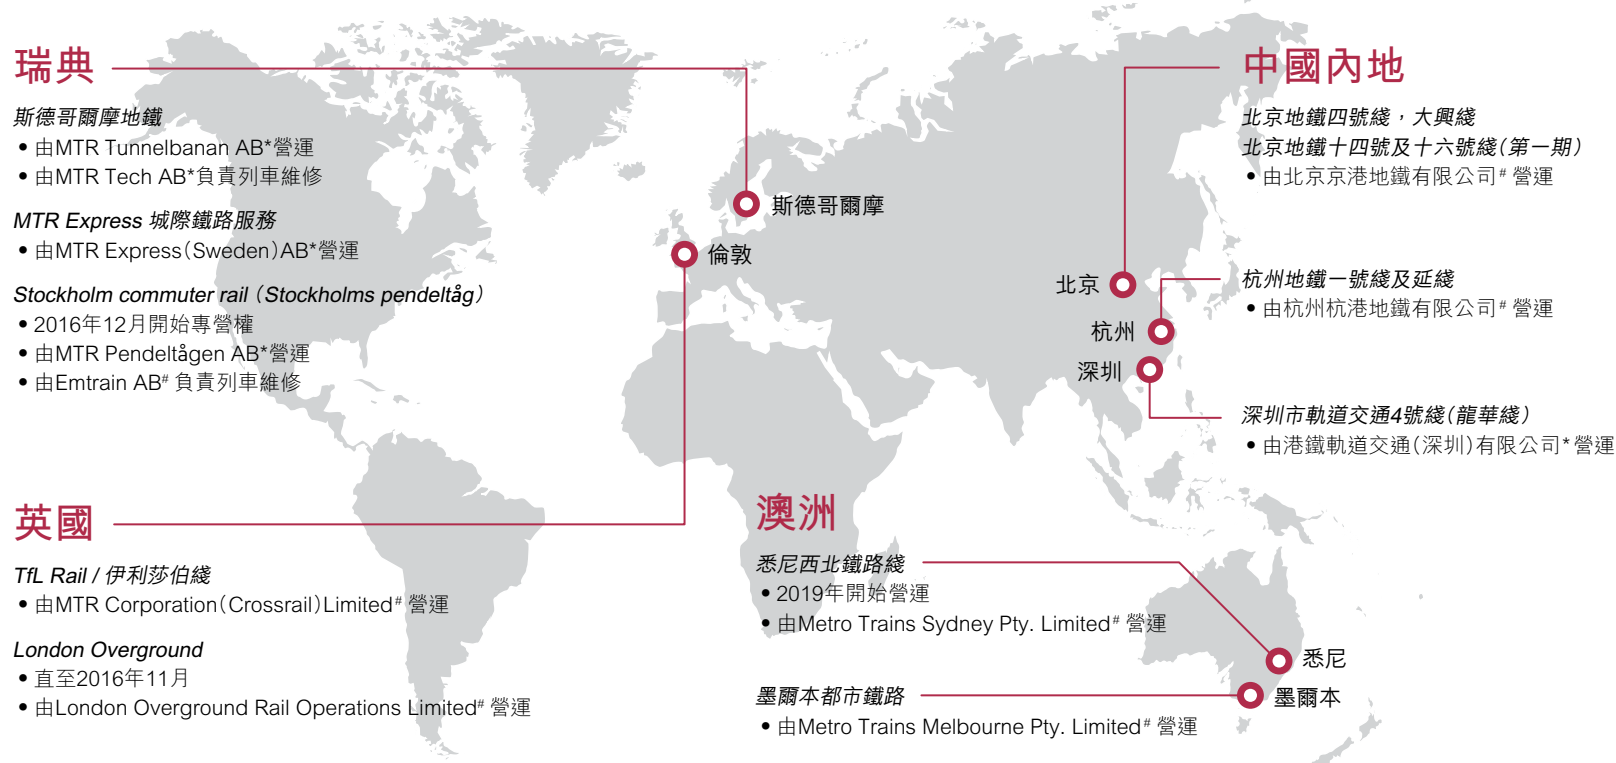 瑞典
斯德哥爾摩地鐵
• 由MTR Tunnelbanan AB*營運
• 由MTR Tech AB*負責列車維修
MTR Express 城際鐵路服務
• 由MTR Express（Sweden）AB*營運
Stockholm commuter rail（Stockholms pendeltåg）
• 2016年12月開始專營權
• 由MTR Pendeltågen AB*營運
• 由Emtrain AB# 負責列車維修
英國
TfL Rail / 伊利莎伯綫
• 由MTR Corporation（Crossrail）Limited# 營運
London Overground
• 直至2016年11月
• 由London Overground Rail Operations Limited# 營運
斯德哥爾摩
倫敦
北京
杭州
深圳
中國內地
北京地鐵四號綫，大興綫
北京地鐵十四號及十六號綫（第一期）
• 由北京京港地鐵有限公司# 營運
杭州地鐵一號綫及延綫
• 由杭州杭港地鐵有限公司# 營運
深圳市軌道交通4號綫（龍華綫）
• 由港鐵軌道交通（深圳）有限公司*營運
澳洲
悉尼西北鐵路綫
• 2019年開始營運
• 由Metro Trains Sydney Pty. Limited# 營運
墨爾本都市鐵路
• 由Metro Trains Melbourne Pty. Limited# 營運
悉尼
墨爾本